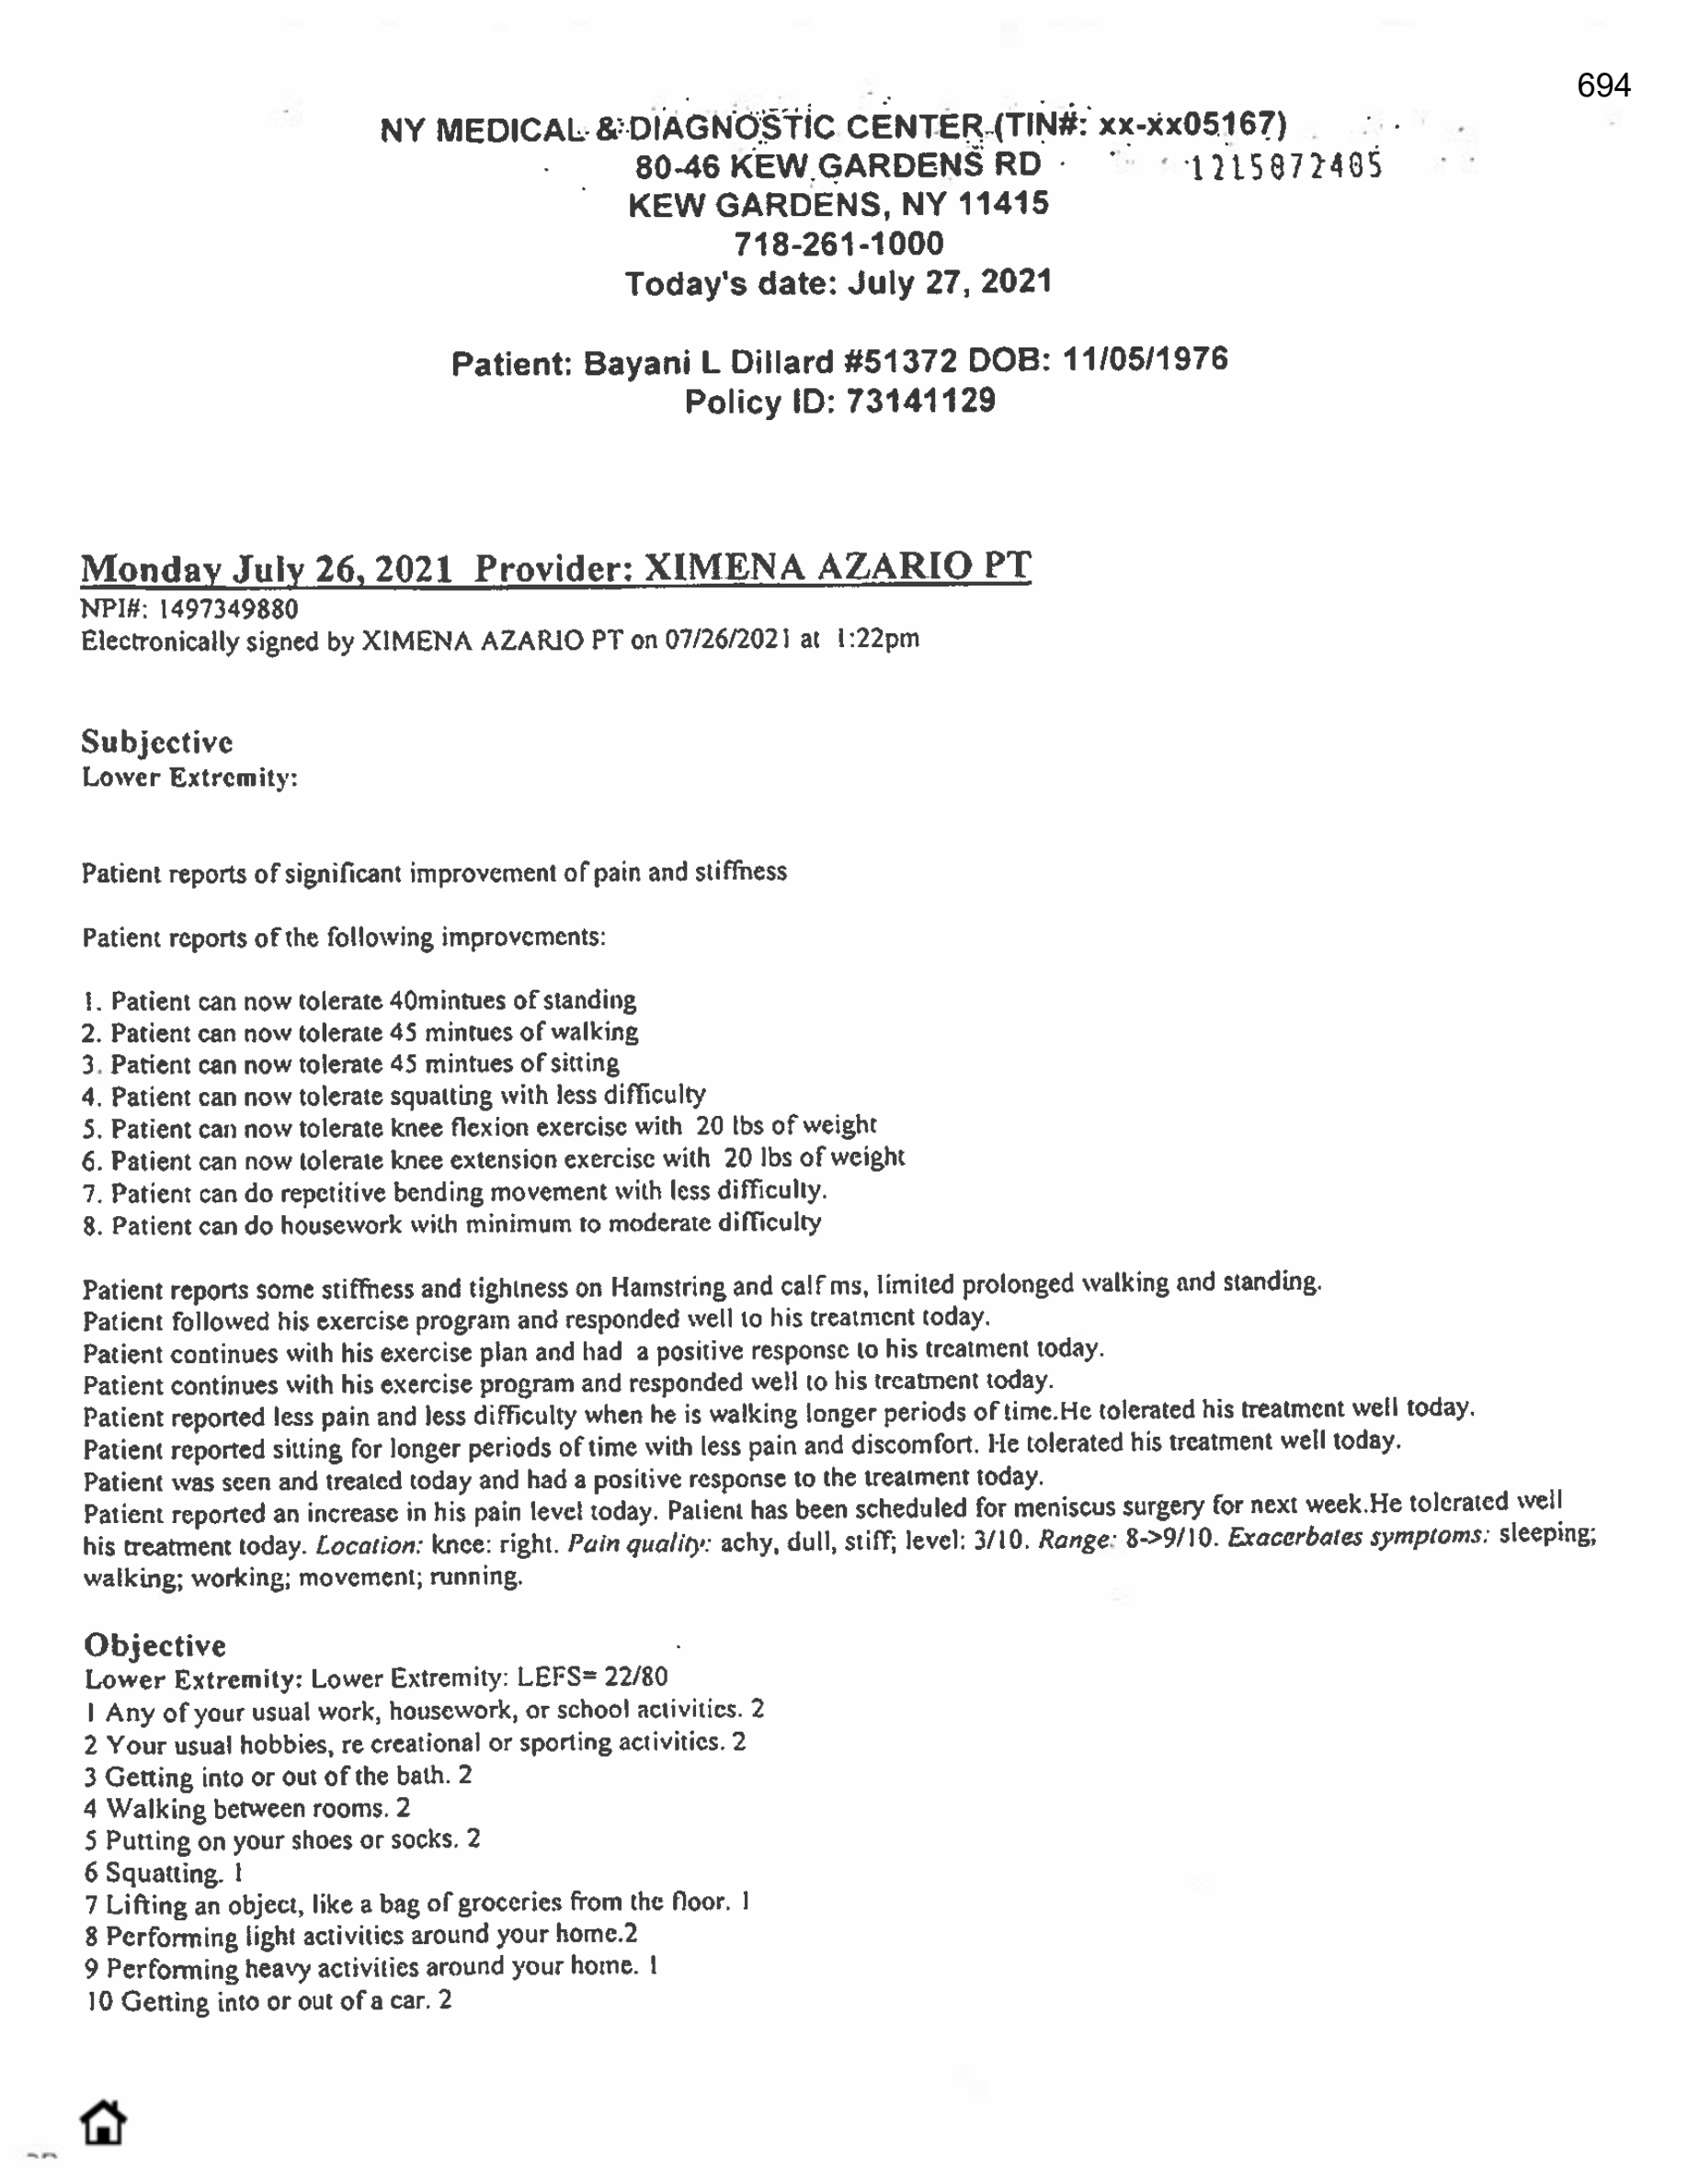 694
NY MEDICAL & DIAGNOSTIC CENTER (TIN#: xx-xx05167)
80-46 KEW GARDENS RD 1215872405
KEW GARDENS, NY 11415
718-261-1000
Today's date: July 27, 2021
Patient: Bayani L Dillard #51372 DOB: 11/05/1976
Policy ID: 73141129
Monday July 26, 2021 Provider: XIMENA AZARIO PT
NPI#: 1497349880
Electronically signed by XIMENA AZARIO PT on 07/26/2021 at 1:22pm
Subjective
Lower Extremity:
Patient reports of significant improvement of pain and stiffness
Patient reports of the following improvements:
1. Patient can now tolerate 40mintues of standing
2. Patient can now tolerate 45 mintues of walking
3. Patient can now tolerate 45 mintues of sitting
4. Patient can now tolerate squatting with less difficulty
5. Patient can now tolerate knee flexion exercise with 20 lbs of weight
6. Patient can now tolerate knee extension exercise with 20 lbs of weight
7. Patient can do repetitive bending movement with less difficulty.
8. Patient can do housework with minimum to moderate difficulty
Patient reports some stiffness and tightness on Hamstring and calf ms, limited prolonged walking and standing.
Patient followed his exercise program and responded well to his treatment today.
Patient continues with his exercise plan and had a positive response to his treatment today.
Patient continues with his exercise program and responded well to his treatment today.
Patient reported less pain and less difficulty when he is walking longer periods of time.He tolerated his treatment well today.
Patient reported sitting for longer periods of time with less pain and discomfort. He tolerated his treatment well today.
Patient was seen and treated today and had a positive response to the treatment today.
Patient reported an increase in his pain level today. Patient has been scheduled for meniscus surgery for next week.He tolerated well
his treatment today. Location: knee: right. Pain quality: achy, dull, stiff; level: 3/10. Range: 8->9/10. Exacerbates symptoms: sleeping;
walking; working; movement; running.
Objective
Lower Extremity: Lower Extremity: LEFS= 22/80
1 Any of your usual work, housework, or school activities. 2
2 Your usual hobbies, re creational or sporting activities. 2
3 Getting into or out of the bath. 2
4 Walking between rooms. 2
5 Putting on your shoes or socks. 2
6 Squatting. 1
7 Lifting an object, like a bag of groceries from the floor. 1
8 Performing light activities around your home.2
9 Performing heavy activities around your home. 1
10 Getting into or out of a car. 2